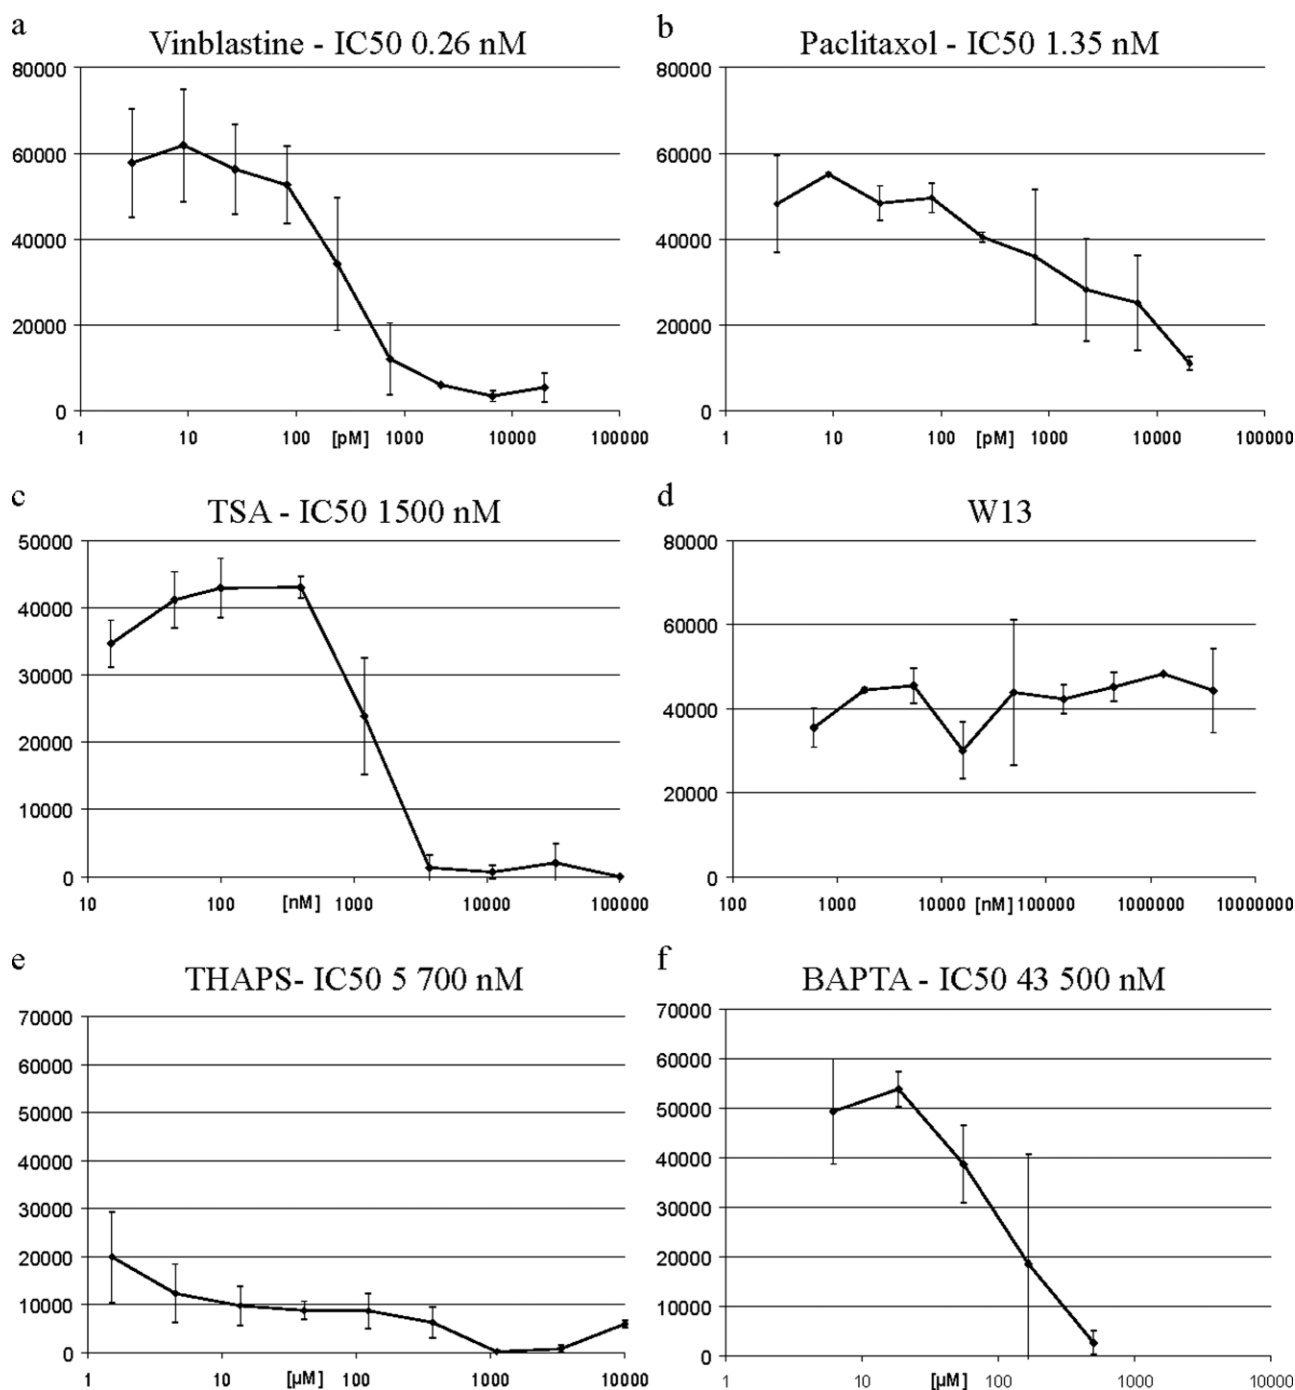 a
Vinblastine - IC50 0.26 nM
80000
60000
40000
20000
0
1 10 100 [pM] 1000 10000 100000
b
Paclitaxol - IC50 1.35 nM
80000
60000
40000
20000
0
1 10 100 [pM] 1000 10000 100000
c
TSA - IC50 1500 nM
50000
40000
30000
20000
10000
0
10 100 [nM] 1000 10000 100000
d
W13
80000
60000
40000
20000
0
100 1000 10000 [nM] 100000 1000000 10000000
e
THAPS- IC50 5 700 nM
70000
60000
50000
40000
30000
20000
10000
0
1 10 [µM] 100 1000 10000
f
BAPTA - IC50 43 500 nM
70000
60000
50000
40000
30000
20000
10000
0
1 10 [µM] 100 1000 10000